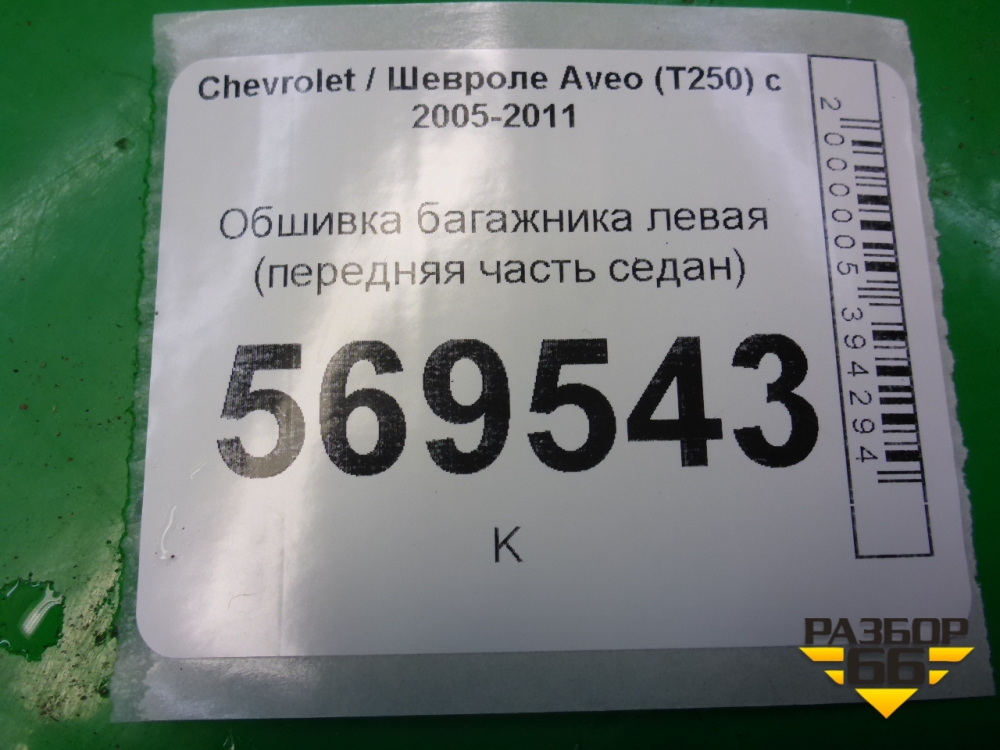 Chevrolet / Шевроле Aveo (T250) с
2005-2011
Обшивка багажника левая
(передняя часть седан)
569543
К
2000005394294
РАЗБОР
66